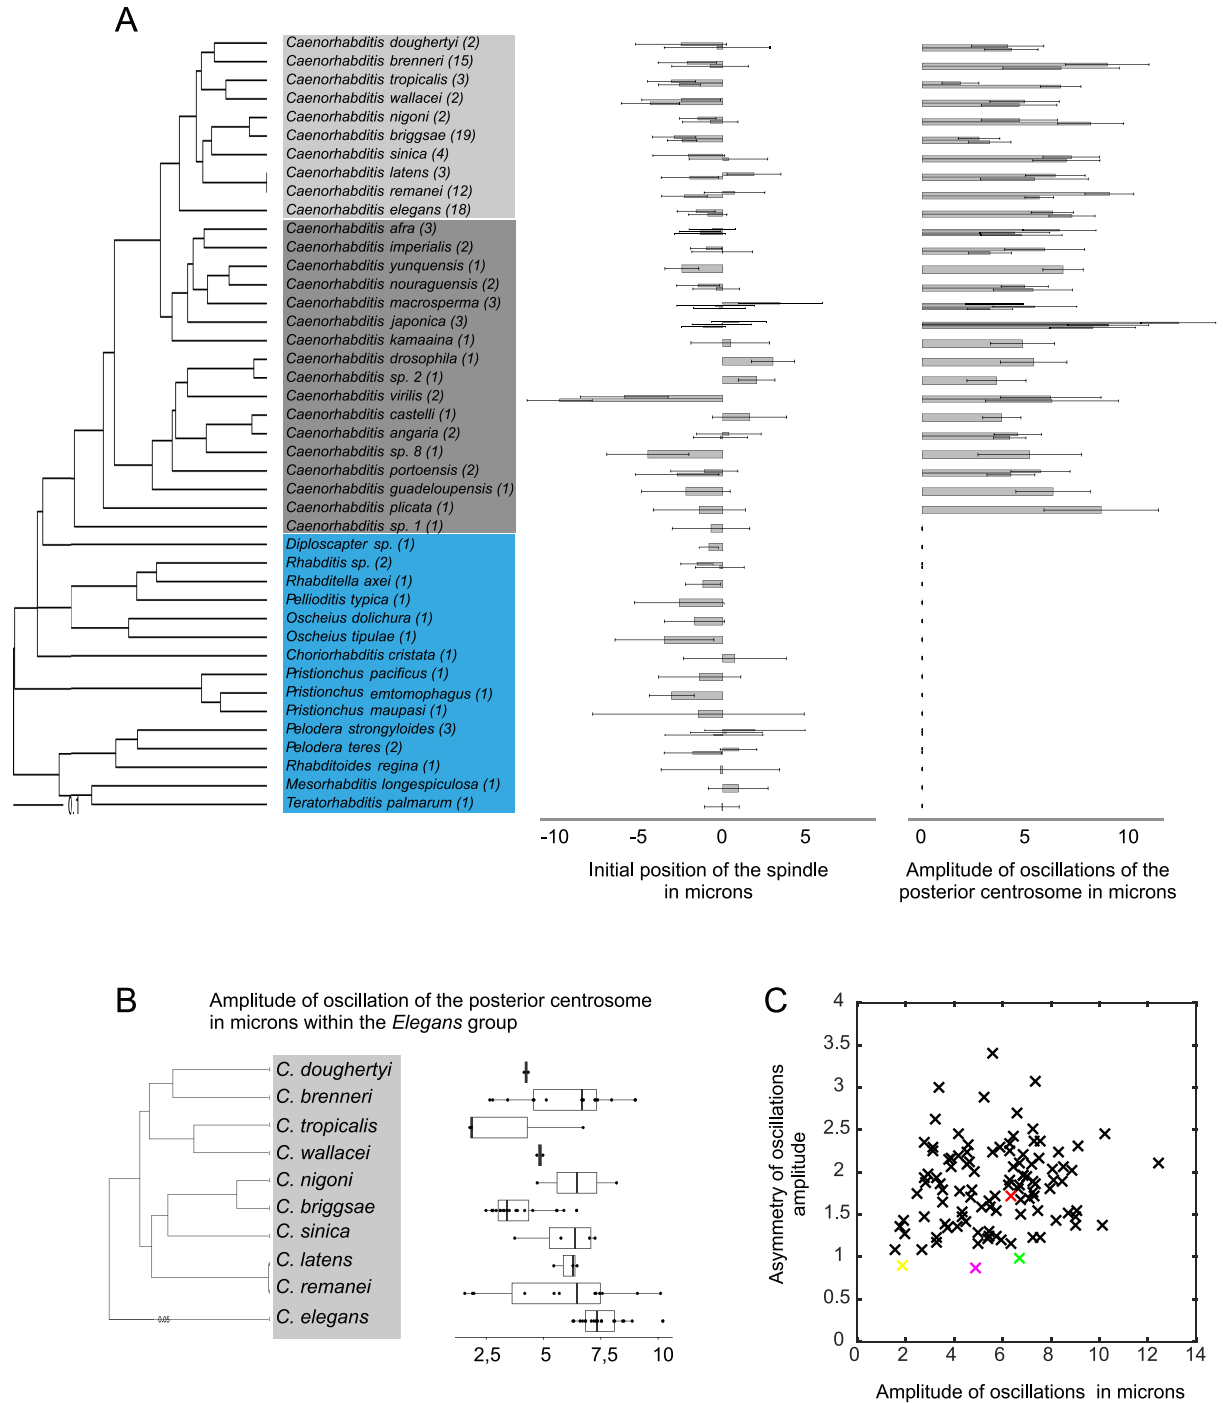 A
Caenorhabditis doughertyi (2)
Caenorhabditis brenneri (15)
Caenorhabditis tropicalis (3)
Caenorhabditis wallacei (2)
Caenorhabditis nigoni (2)
Caenorhabditis briggsae (19)
Caenorhabditis sinica (4)
Caenorhabditis latens (3)
Caenorhabditis remanei (12)
Caenorhabditis elegans (18)
Caenorhabditis afra (3)
Caenorhabditis imperialis (2)
Caenorhabditis yunquensis (1)
Caenorhabditis nouraguensis (2)
Caenorhabditis macrosperma (3)
Caenorhabditis japonica (3)
Caenorhabditis kamaaina (1)
Caenorhabditis drosophila (1)
Caenorhabditis sp. 2 (1)
Caenorhabditis virilis (2)
Caenorhabditis castelli (1)
Caenorhabditis angaria (2)
Caenorhabditis sp. 8 (1)
Caenorhabditis portoensis (2)
Caenorhabditis guadeloupensis (1)
Caenorhabditis plicata (1)
Caenorhabditis sp. 1 (1)
Diploscapter sp. (1)
Rhabditis sp. (2)
Rhabditella axei (1)
Pellioditis typica (1)
Oscheius dolichura (1)
Oscheius tipulae (1)
Choriorhabditis cristata (1)
Pristionchus pacificus (1)
Pristionchus emtomophagus (1)
Pristionchus maupasi (1)
Pelodera strongyloides (3)
Pelodera teres (2)
Rhabditoides regina (1)
Mesorhabditis longespiculosa (1)
Teratorhabditis palmarum (1)
0.1
-10 -5 0 5
Initial position of the spindle
in microns
0 5 10
Amplitude of oscillations of the
posterior centrosome in microns
B
Amplitude of oscillation of the posterior centrosome
in microns within the Elegans group
C. doughertyi
C. brenneri
C. tropicalis
C. wallacei
C. nigoni
C. briggsae
C. sinica
C. latens
C. remanei
C. elegans
0.05
2,5 5 7,5 10
C
Asymmetry of oscillations
amplitude
4
3.5
3
2.5
2
1.5
1
0.5
0
0 2 4 6 8 10 12 14
Amplitude of oscillations in microns